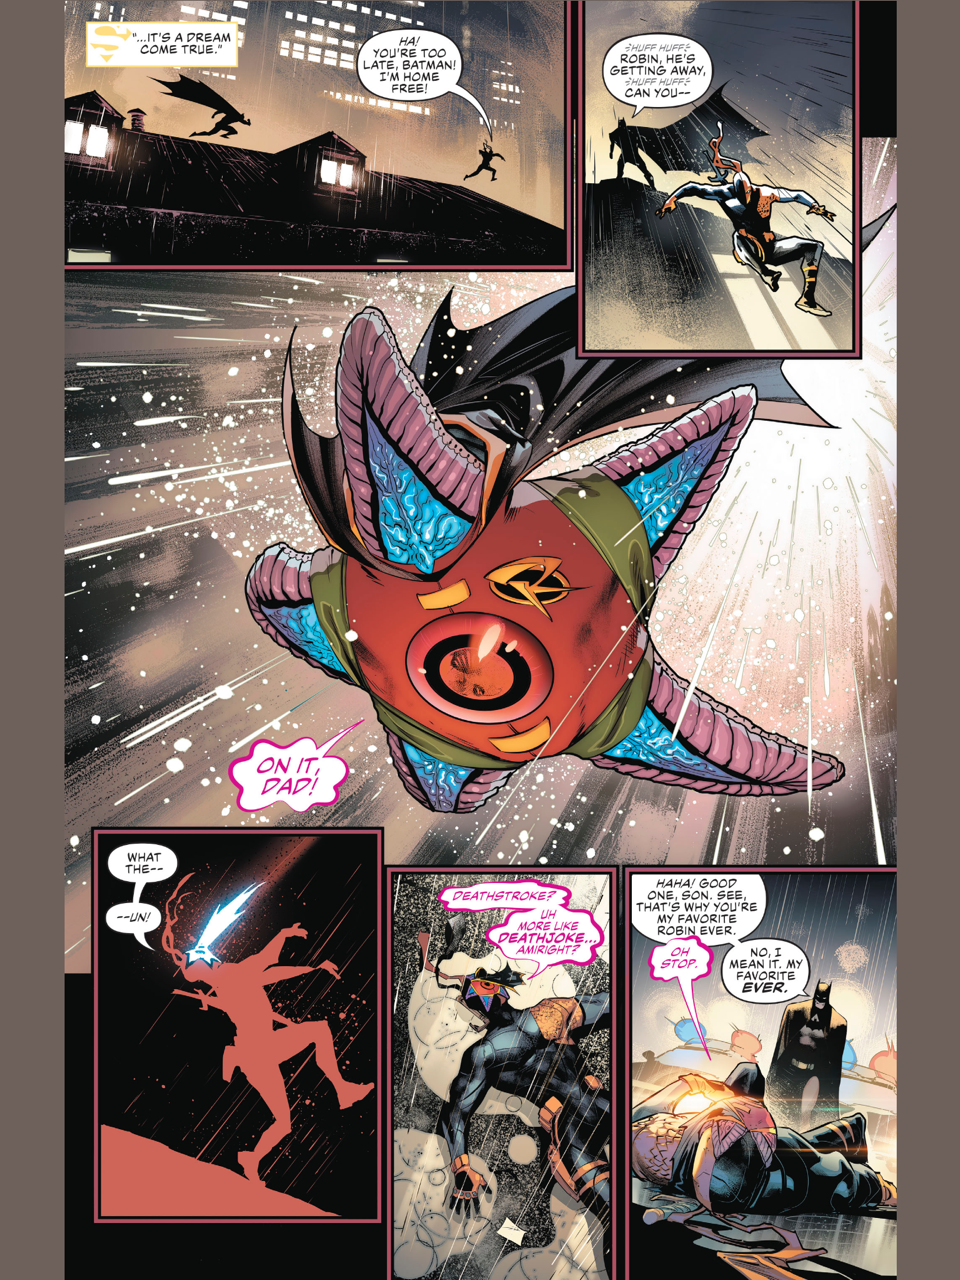 "...IT'S A DREAM
COME TRUE."
HA!
YOU'RE TOO
LATE, BATMAN!
I'M HOME
FREE!
HUFF HUFF
ROBIN, HE'S
GETTING AWAY,
HUFF HUFF
CAN YOU--
R
ON IT,
DAD!
WHAT
THE--
--UN!
DEATHSTROKE?
UH
MORE LIKE
DEATHJOKE...
AMIRIGHT?
HAHA! GOOD
ONE, SON. SEE,
THAT'S WHY YOU'RE
MY FAVORITE
ROBIN EVER.
OH
STOP.
NO, I
MEAN IT. MY
FAVORITE
EVER.